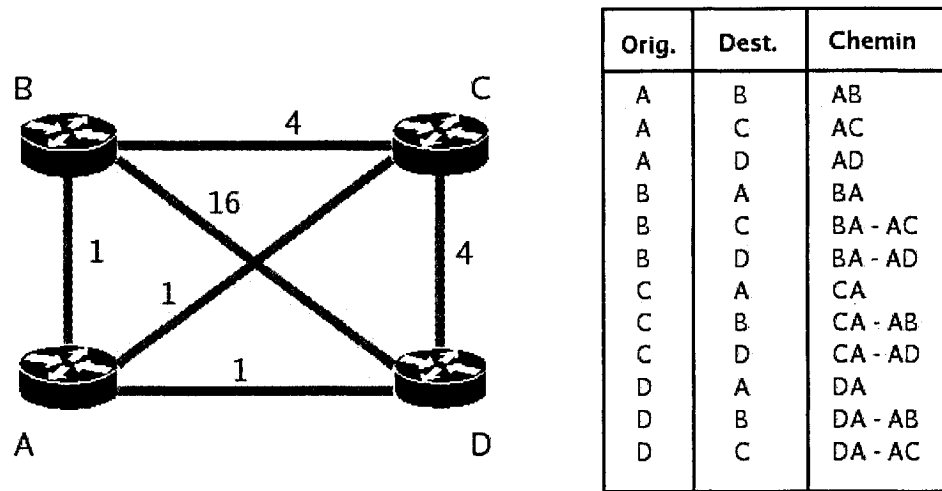 B
C
4
16
1
4
1
1
A
D
Orig. Dest. Chemin
A B AB
A C AC
A D AD
B A BA
B C BA - AC
B D BA - AD
C A CA
C B CA - AB
C D CA - AD
D A DA
D B DA - AB
D C DA - AC